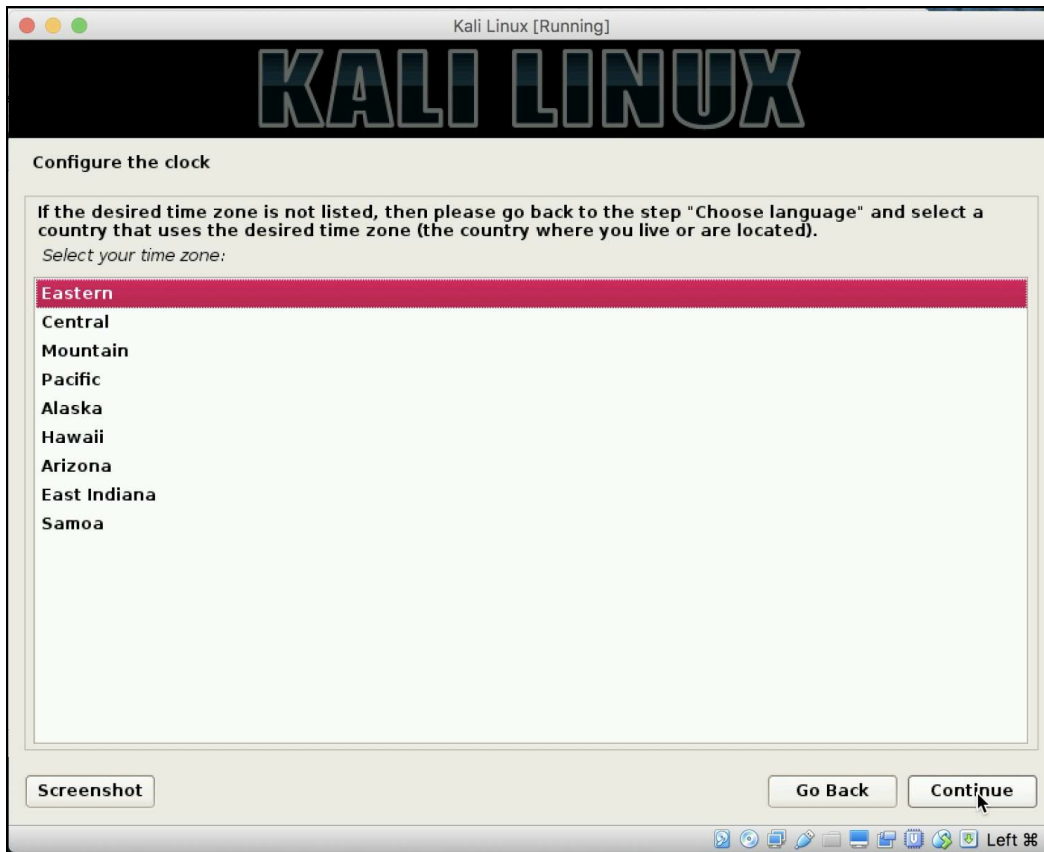 Kali Linux [Running]
KALI LINUX
Configure the clock
If the desired time zone is not listed, then please go back to the step "Choose language" and select a
country that uses the desired time zone (the country where you live or are located).
Select your time zone:
Eastern
Central
Mountain
Pacific
Alaska
Hawaii
Arizona
East Indiana
Samoa
Screenshot
Go Back
Continue
Left ⌘